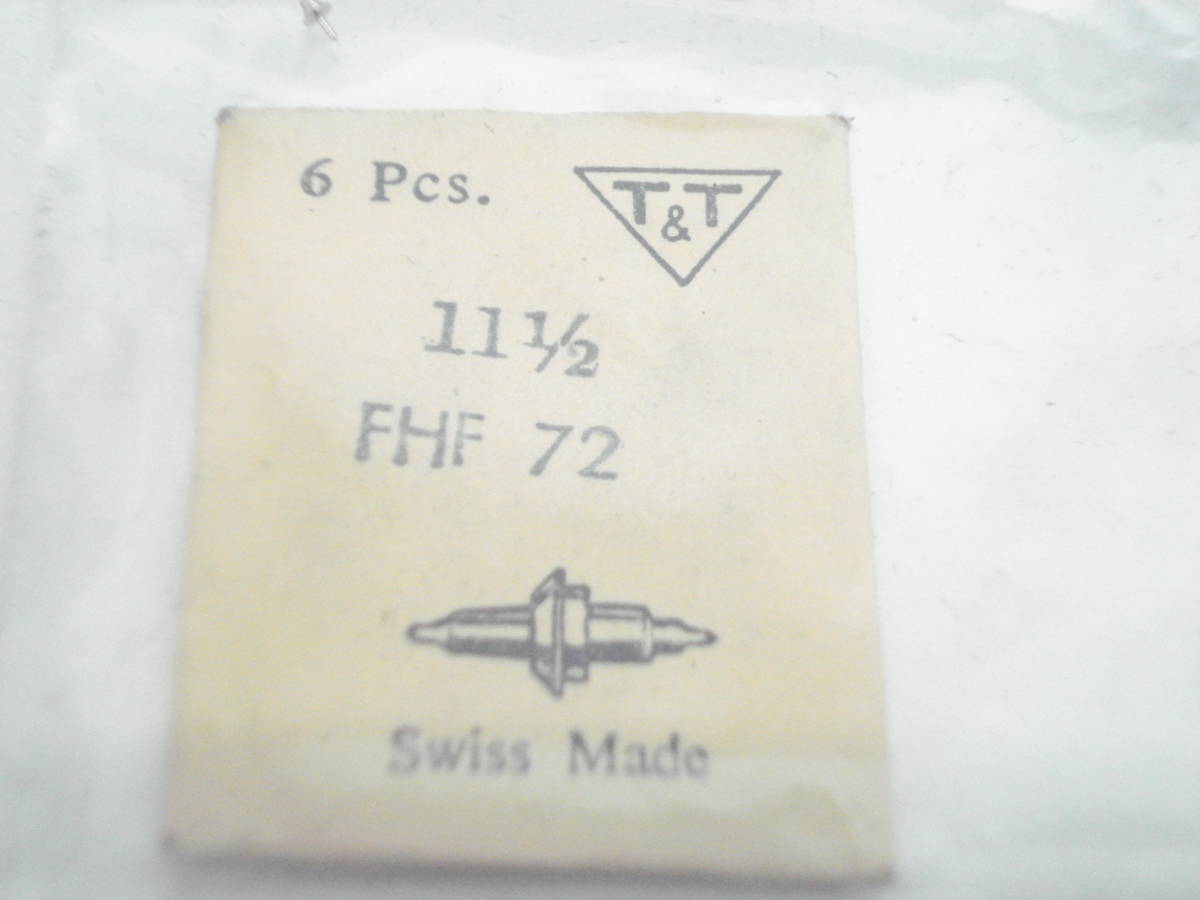 6 Pcs.
T&T
11½
FHF 72
Swiss Made